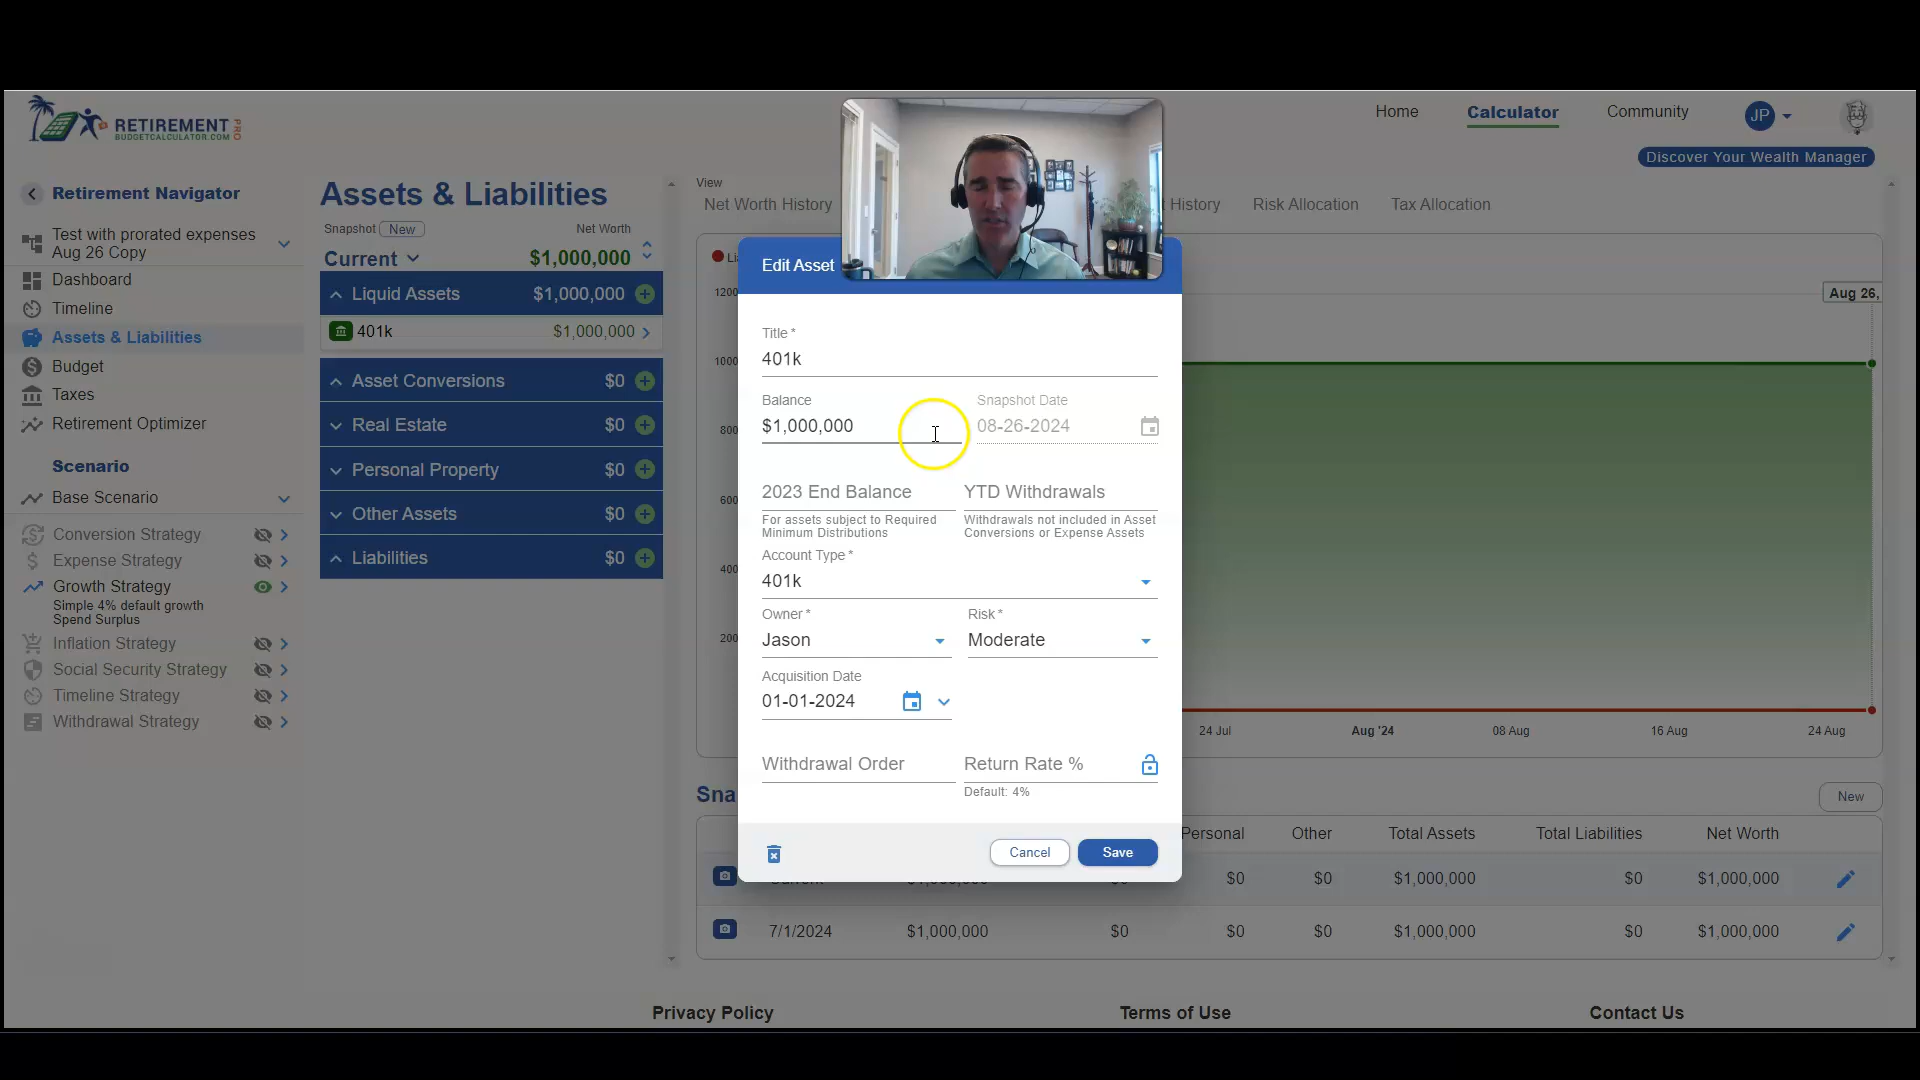 RETIREMENT PRO
BUDGETCALCULATOR.COM
Home
Calculator
Community
JP
Discover Your Wealth Manager
Retirement Navigator
Test with prorated expenses
Aug 26 Copy
Dashboard
Timeline
Assets & Liabilities
Budget
Taxes
Retirement Optimizer
Scenario
Base Scenario
Conversion Strategy
Expense Strategy
Growth Strategy
Simple 4% default growth
Spend Surplus
Inflation Strategy
Social Security Strategy
Timeline Strategy
Withdrawal Strategy
Assets & Liabilities
Snapshot New Net Worth
Current $1,000,000
Liquid Assets $1,000,000
401k $1,000,000
Asset Conversions $0
Real Estate $0
Personal Property $0
Other Assets $0
Liabilities $0
View
Net Worth History
t History
Risk Allocation
Tax Allocation
Li
1200
1000
800
600
400
200
Aug 26,
24 Jul
Aug '24
08 Aug
16 Aug
24 Aug
Edit Asset
Title *
401k
Balance
$1,000,000
Snapshot Date
08-26-2024
2023 End Balance
For assets subject to Required
Minimum Distributions
YTD Withdrawals
Withdrawals not included in Asset
Conversions or Expense Assets
Account Type *
401k
Owner *
Jason
Risk *
Moderate
Acquisition Date
01-01-2024
Withdrawal Order
Return Rate %
Default: 4%
Cancel
Save
Sna
New
Personal Other Total Assets Total Liabilities Net Worth
Current $1,000,000 $0 $0 $0 $1,000,000 $0 $1,000,000
7/1/2024 $1,000,000 $0 $0 $0 $1,000,000 $0 $1,000,000
Privacy Policy
Terms of Use
Contact Us